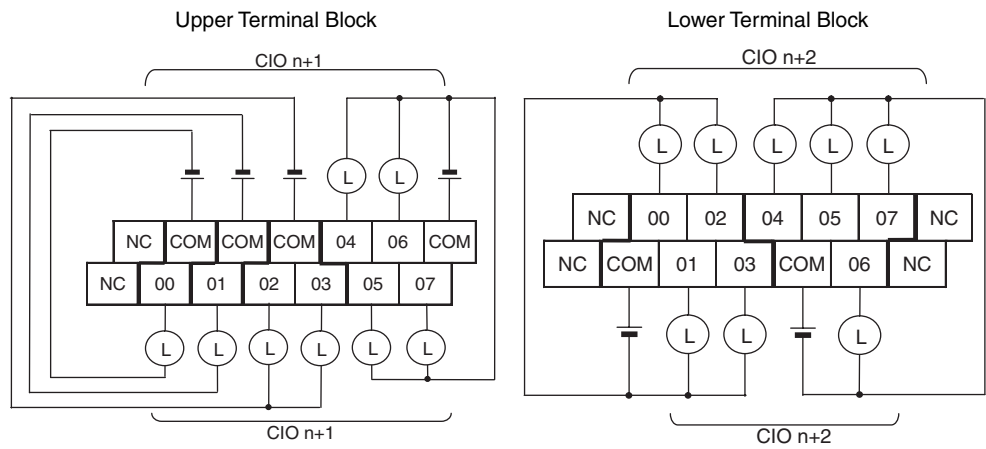 Upper Terminal Block
CIO n+1
L L
NC COM COM COM 04 06 COM
NC 00 01 02 03 05 07
L L L L L L
CIO n+1
Lower Terminal Block
CIO n+2
L L L L L
NC 00 02 04 05 07 NC
NC COM 01 03 COM 06 NC
L L L
CIO n+2